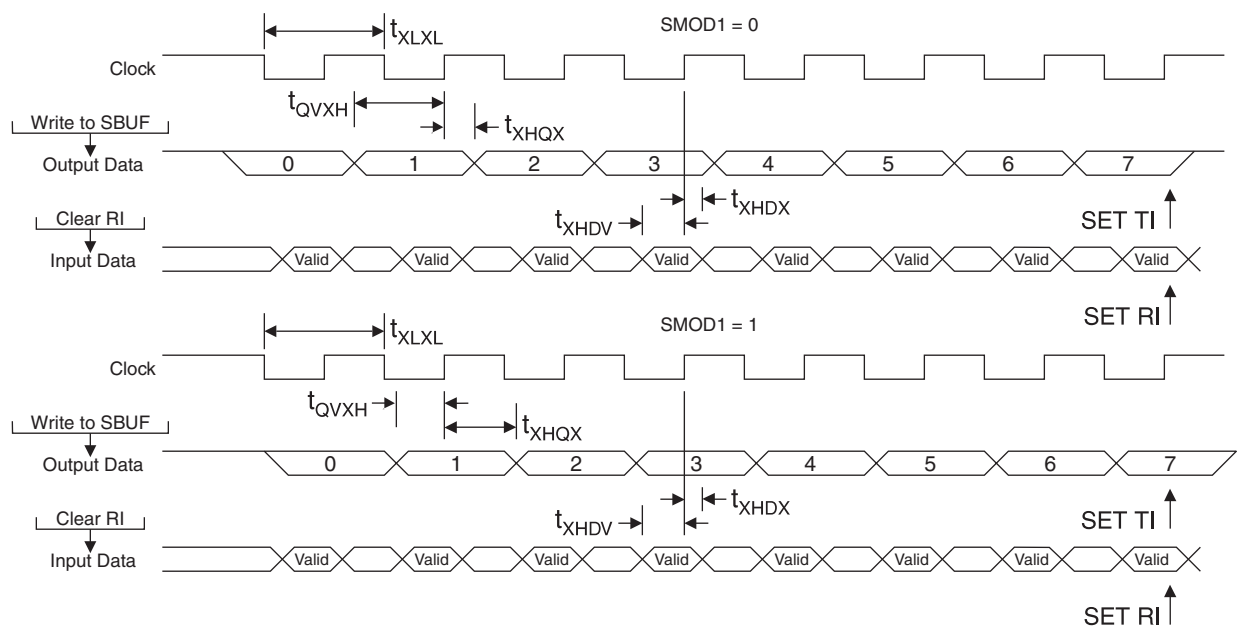 SMOD1 = 0
tXLXL
Clock
tQVXH
tXHQX
Write to SBUF
Output Data
0 1 2 3 4 5 6 7
tXHDX
Clear RI
tXHDV
SET TI
Input Data
Valid Valid Valid Valid Valid Valid Valid Valid
SET RI
SMOD1 = 1
tXLXL
Clock
tQVXH
tXHQX
Write to SBUF
Output Data
0 1 2 3 4 5 6 7
tXHDX
Clear RI
tXHDV
SET TI
Input Data
Valid Valid Valid Valid Valid Valid Valid Valid
SET RI